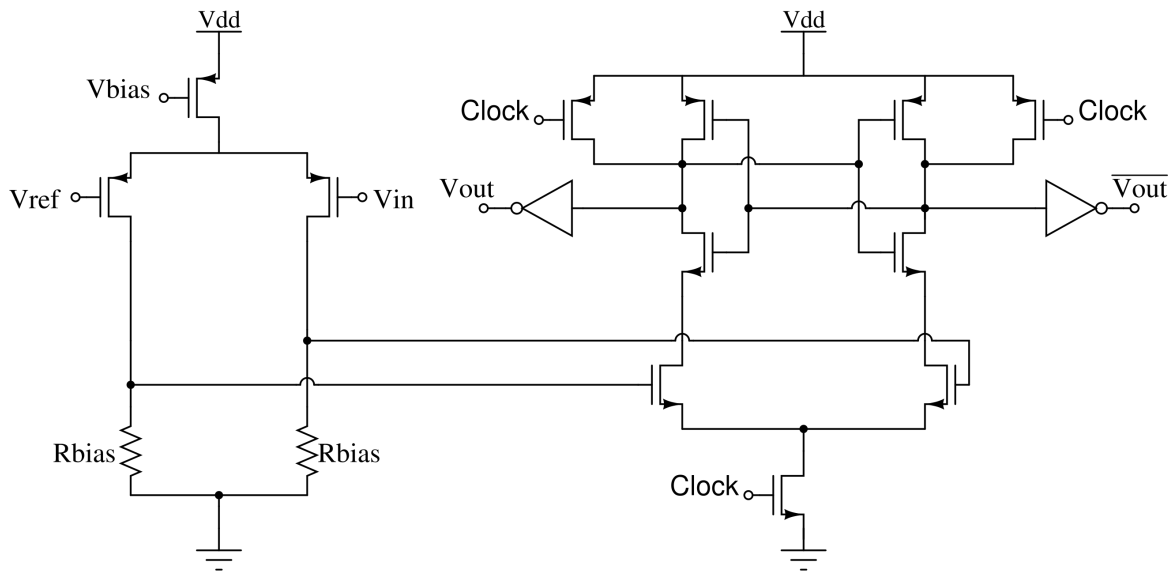 Vdd
Vdd
Vbias
Clock
Clock
Vref
Vin
Vout
Vout
Rbias
Rbias
Clock